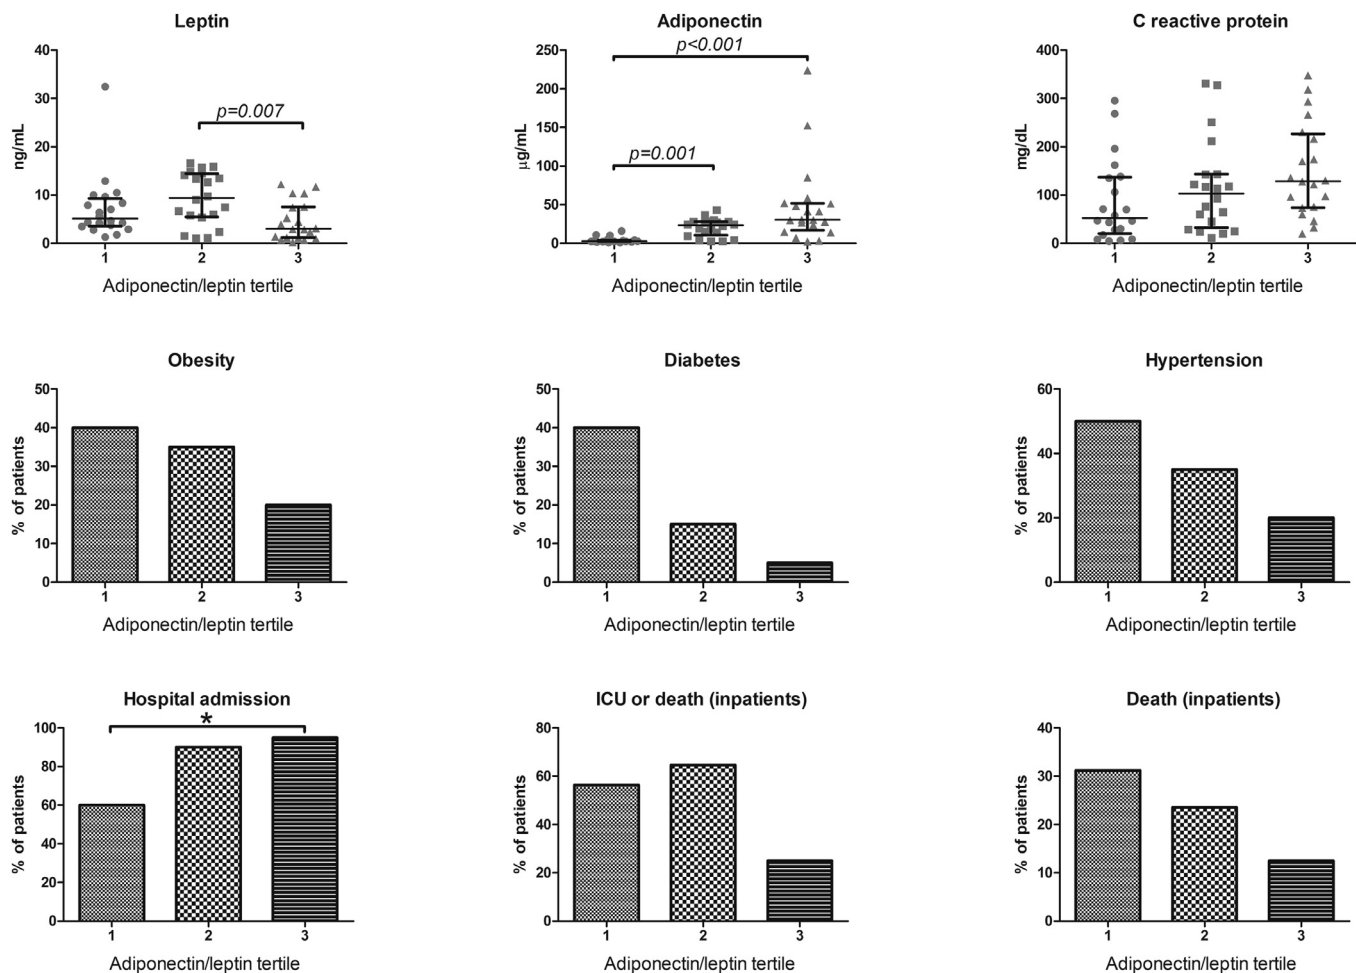 Leptin
40
30
20
10
0
ng/mL
p=0.007
1 2 3
Adiponectin/leptin tertile
Adiponectin
250
200
150
100
50
0
µg/mL
p<0.001
p=0.001
1 2 3
Adiponectin/leptin tertile
C reactive protein
400
300
200
100
0
mg/dL
1 2 3
Adiponectin/leptin tertile
Obesity
50
40
30
20
10
0
% of patients
1 2 3
Adiponectin/leptin tertile
Diabetes
50
40
30
20
10
0
% of patients
1 2 3
Adiponectin/leptin tertile
Hypertension
60
40
20
0
% of patients
1 2 3
Adiponectin/leptin tertile
Hospital admission
100
80
60
40
20
0
% of patients
*
1 2 3
Adiponectin/leptin tertile
ICU or death (inpatients)
80
60
40
20
0
% of patients
1 2 3
Adiponectin/leptin tertile
Death (inpatients)
40
30
20
10
0
% of patients
1 2 3
Adiponectin/leptin tertile